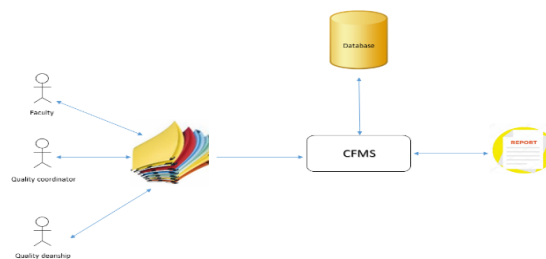 Database
Faculty
CFMS
REPORT
Quality coordinator
Quality deanship